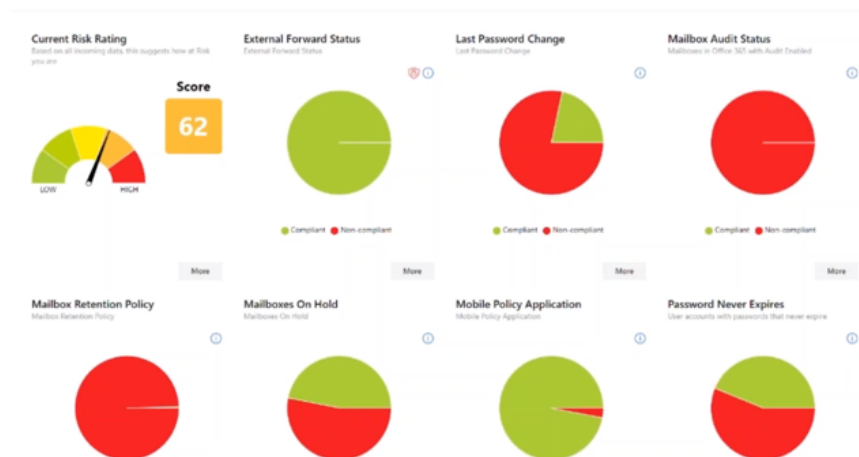 Current Risk Rating
Based on all incoming data, this suggests how at Risk
you are
Score
62
LOW
HIGH
More
External Forward Status
External Forward Status
Compliant Non-compliant
More
Last Password Change
Last Password Change
Compliant Non-compliant
More
Mailbox Audit Status
Mailboxes in Office 365 with Audit Enabled
Compliant Non-compliant
More
Mailbox Retention Policy
Mailbox Retention Policy
Mailboxes On Hold
Mailboxes On Hold
Mobile Policy Application
Mobile Policy Application
Password Never Expires
User accounts with passwords that never expire